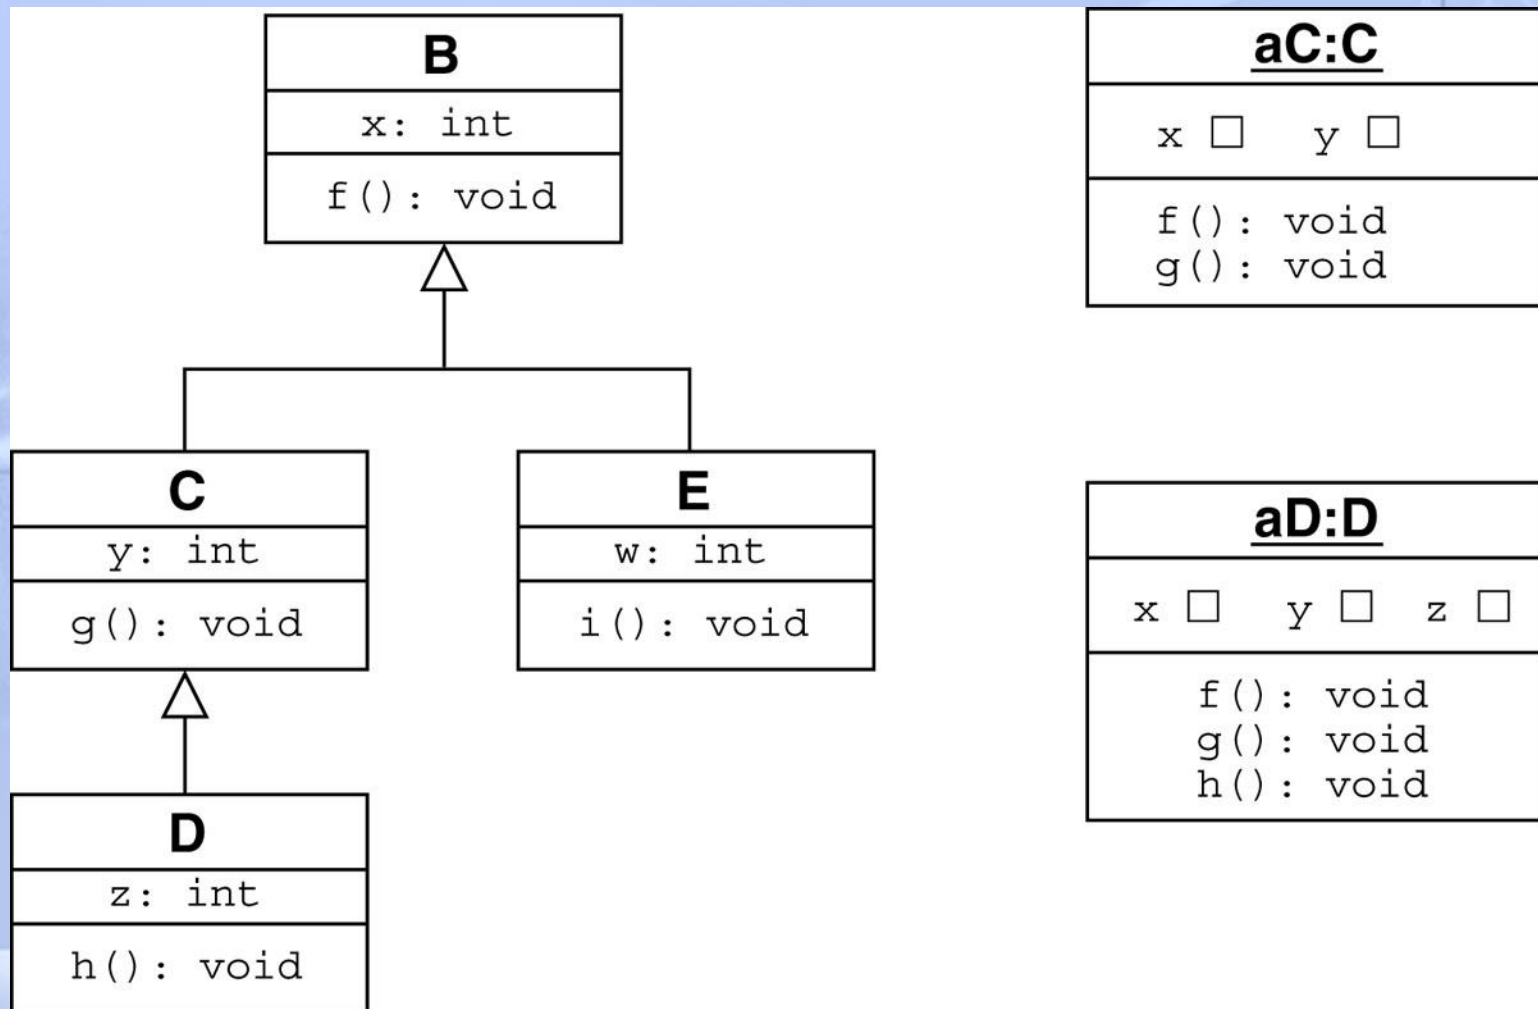 B
x: int
f(): void
C
y: int
g(): void
E
w: int
i(): void
D
z: int
h(): void
aC:C
x y
f(): void
g(): void
aD:D
x y z
f(): void
g(): void
h(): void